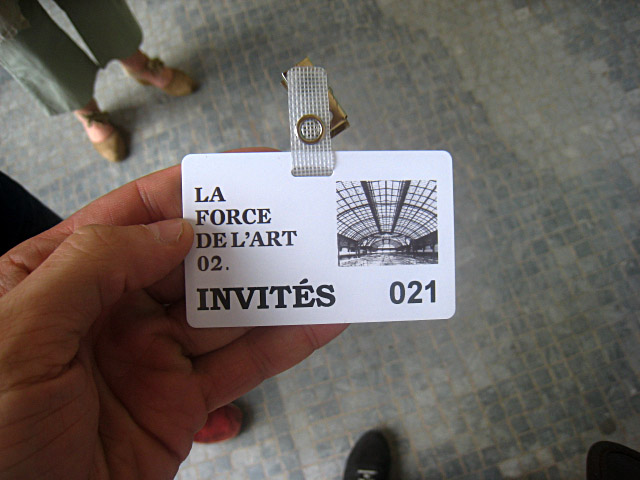 LA
FORCE
DE L'ART
02.
INVITÉS 021